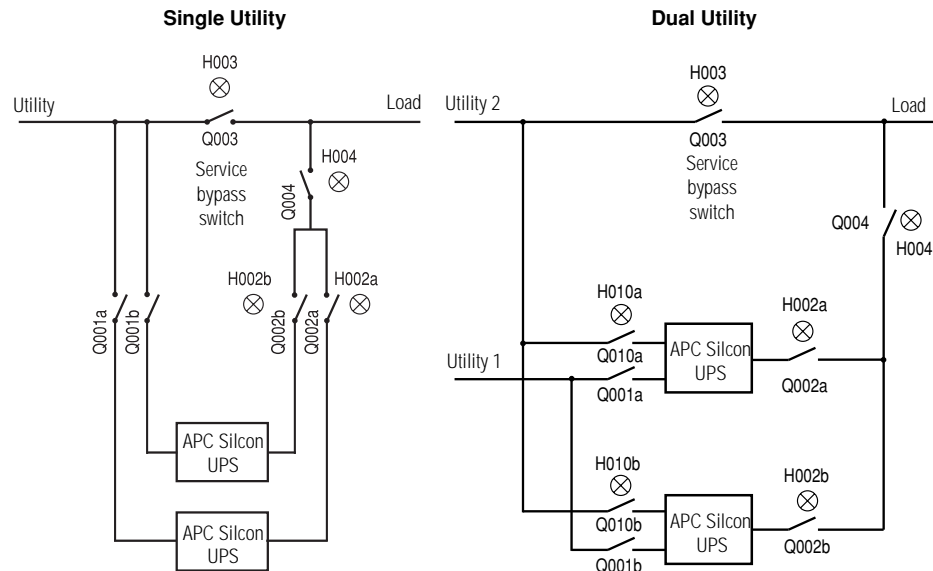 Single Utility
H003
Utility
Load
Q003
Service
bypass
switch
H004
Q004
H002b
H002a
Q001a
Q001b
Q002b
Q002a
APC Silcon
UPS
APC Silcon
UPS
Dual Utility
H003
Utility 2
Load
Q003
Service
bypass
switch
Q004
H004
H010a
H002a
Q010a
APC Silcon
UPS
Utility 1
Q001a
Q002a
H010b
H002b
Q010b
APC Silcon
UPS
Q002b
Q001b